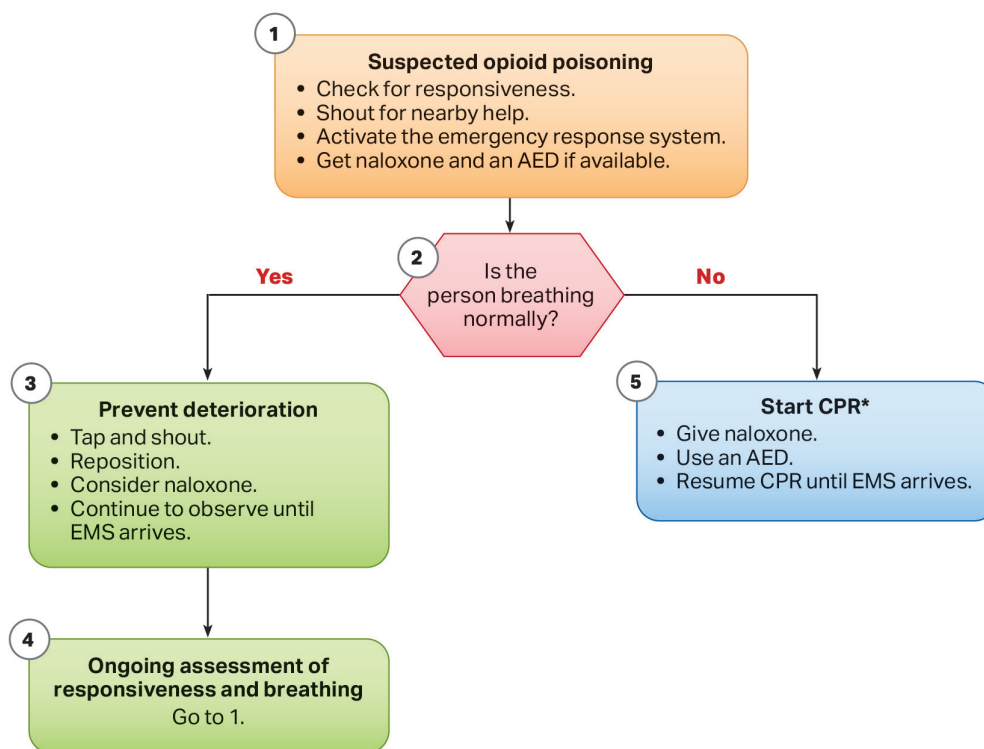 1
Suspected opioid poisoning
• Check for responsiveness.
• Shout for nearby help.
• Activate the emergency response system.
• Get naloxone and an AED if available.
2
Is the
person breathing
normally?
Yes
No
3
Prevent deterioration
• Tap and shout.
• Reposition.
• Consider naloxone.
• Continue to observe until
EMS arrives.
5
Start CPR*
• Give naloxone.
• Use an AED.
• Resume CPR until EMS arrives.
4
Ongoing assessment of
responsiveness and breathing
Go to 1.